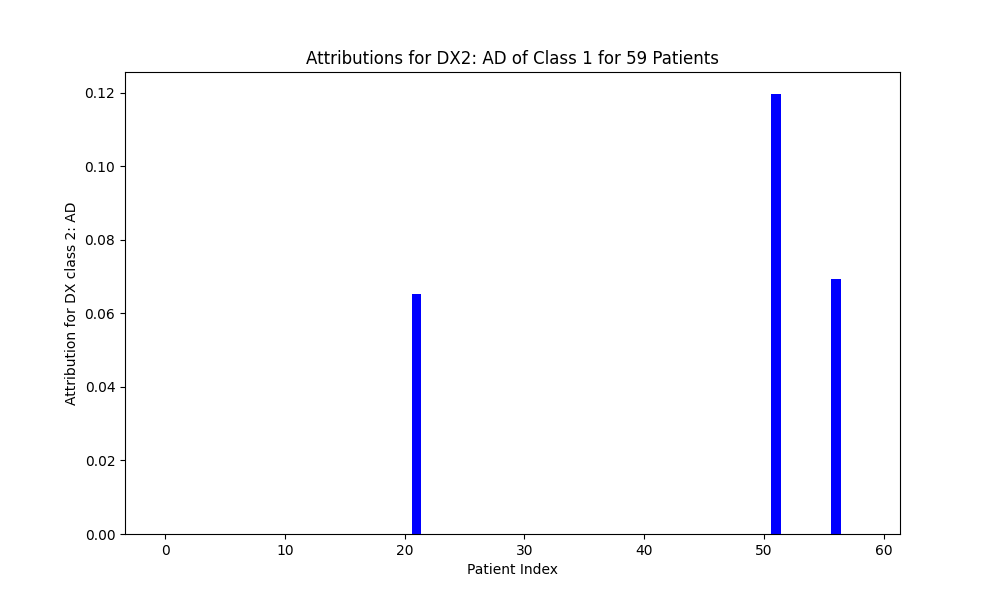 Attributions for DX2: AD of Class 1 for 59 Patients
Attribution for DX class 2: AD
0.12
0.10
0.08
0.06
0.04
0.02
0.00
0 10 20 30 40 50 60
Patient Index